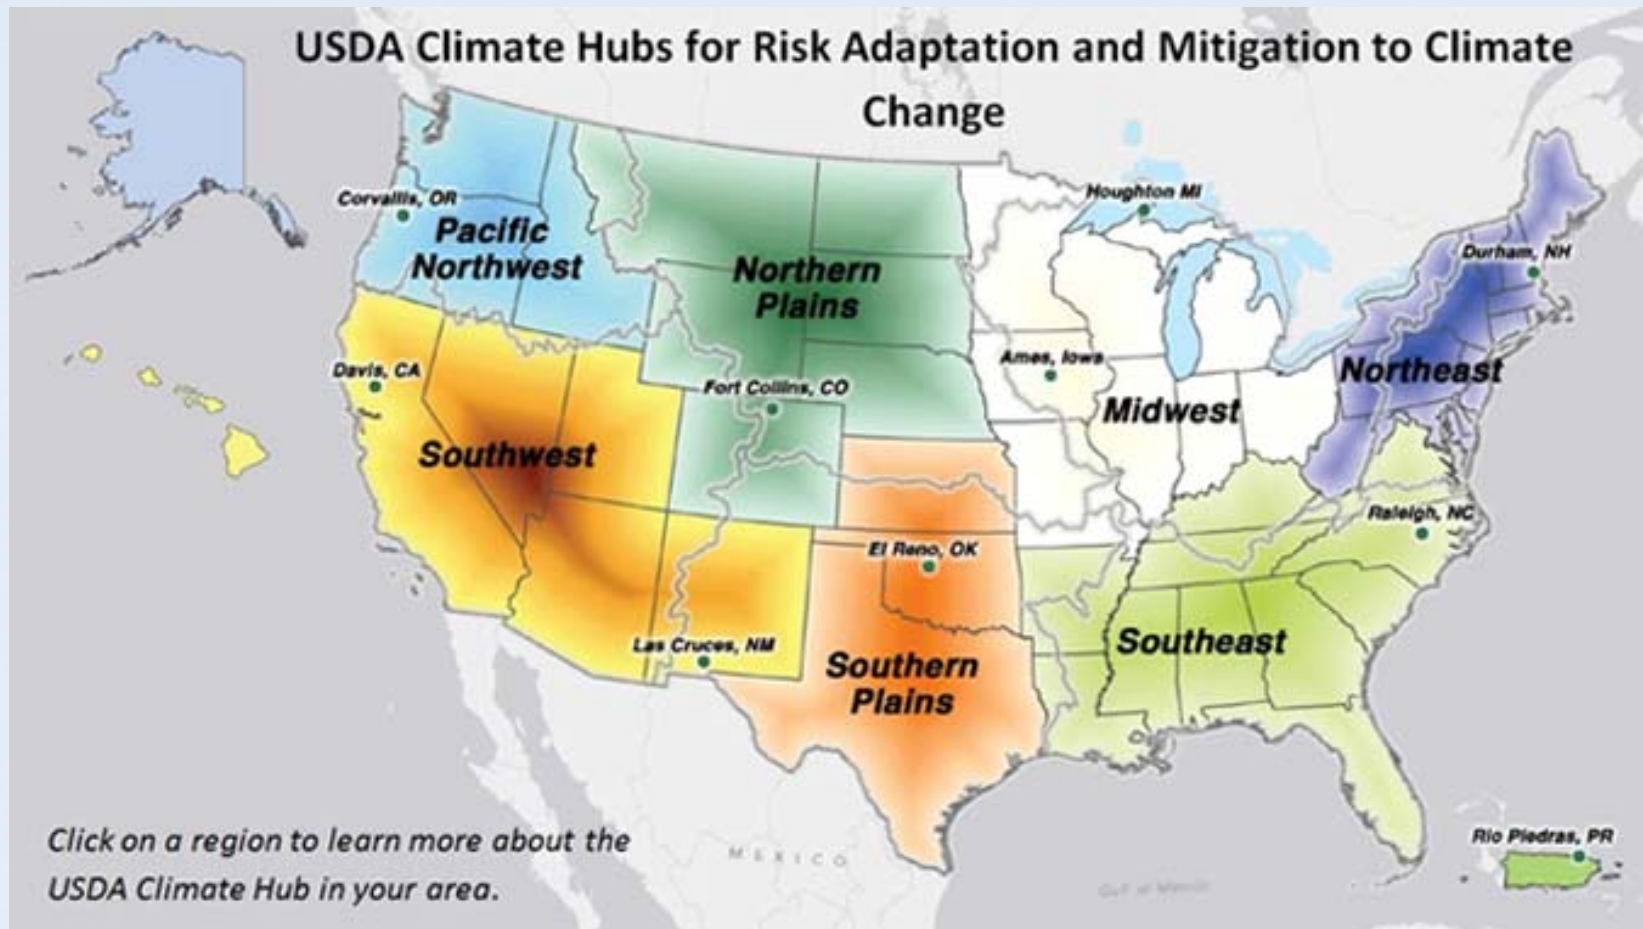 USDA Climate Hubs for Risk Adaptation and Mitigation to Climate
Change
Houghton MI
Corvallis, OR
Pacific
Northwest
Durham, NH
Northern
Plains
Ames, Iowa
Davis, CA
Northeast
Fort Collins, CO
Midwest
Southwest
Raleigh, NC
El Reno, OK
Southeast
Las Cruces, NM
Southern
Plains
Click on a region to learn more about the
USDA Climate Hub in your area.
Rio Piedras, PR
MEXICO
Gulf of Mexico